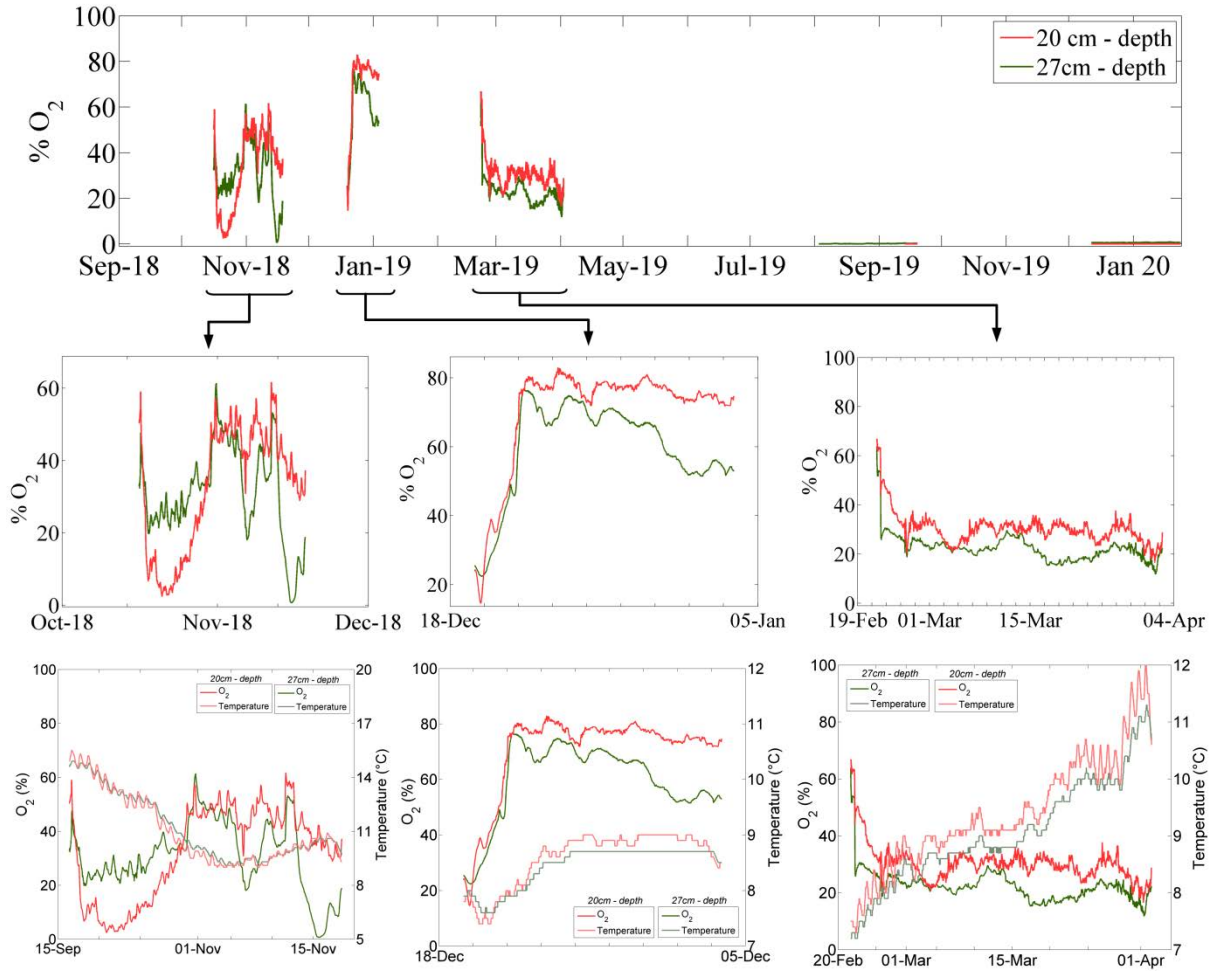 100
80
60
40
20
0
% O2
20 cm - depth
27cm - depth
Sep-18 Nov-18 Jan-19 Mar-19 May-19 Jul-19 Sep-19 Nov-19 Jan 20
60
40
20
0
% O2
Oct-18 Nov-18 Dec-18
80
60
40
20
% O2
18-Dec 05-Jan
100
80
60
40
20
0
% O2
19-Feb 01-Mar 15-Mar 04-Apr
100
80
60
40
20
0
O2 (%)
20cm - depth 27cm - depth
O2 O2
Temperature Temperature
20
17
15
13
11
9
8
5
Temperature (°C)
15-Sep 01-Nov 15-Nov
100
80
60
40
20
0
O2 (%)
20cm - depth 27cm - depth
O2 O2
Temperature Temperature
12
11
10
9
8
7
Temperature (°C)
18-Dec 05-Dec
100
80
60
40
20
0
O2 (%)
27cm - depth 20cm - depth
O2 O2
Temperature Temperature
12
11
10
9
8
7
Temperature (°C)
20-Feb 01-Mar 15-Mar 01-Apr